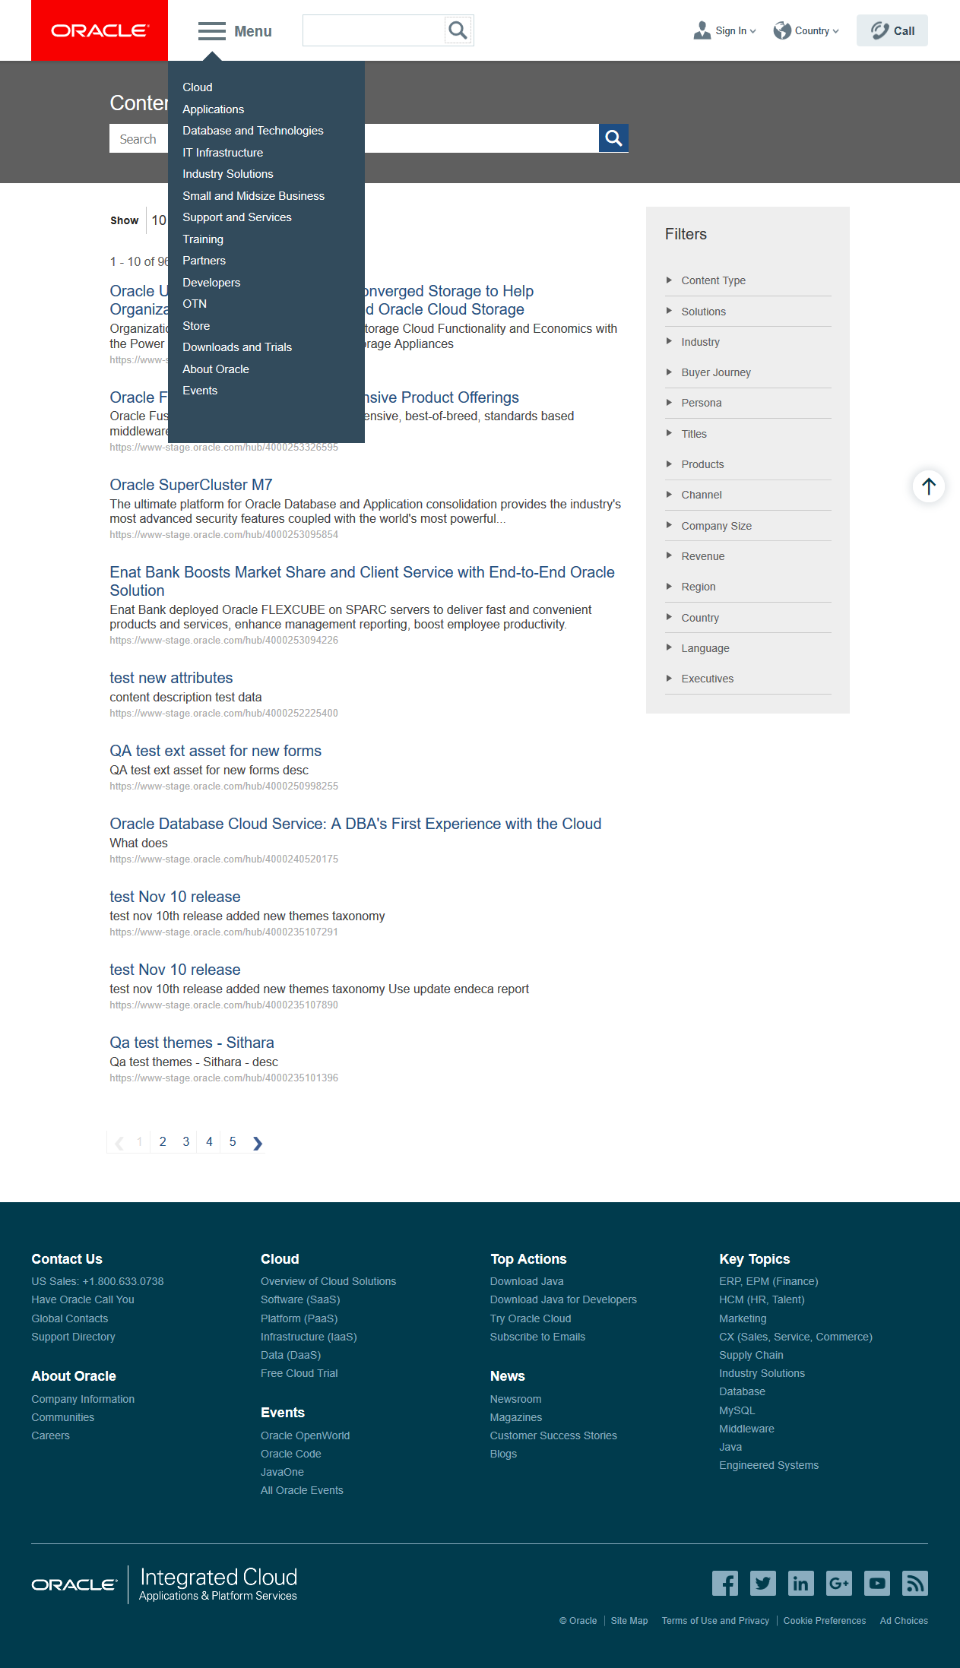 ORACLE
Menu
Sign In
Country
Call
Cloud
Applications
Database and Technologies
IT Infrastructure
Industry Solutions
Small and Midsize Business
Support and Services
Training
Partners
Developers
OTN
Store
Downloads and Trials
About Oracle
Events
Search
Show 10
1 - 10 of
Oracle
onverged Storage to Help
d Oracle Cloud Storage
torage Cloud Functionality and Economics with
the Power
rage Appliances
https://www-s
Oracle F
nsive Product Offerings
Oracle Fus
ensive, best-of-breed, standards based
middleware
https://www-stage.oracle.com/hub/4000253326595
Oracle SuperCluster M7
The ultimate platform for Oracle Database and Application consolidation provides the industry's
most advanced security features coupled with the world's most powerful...
https://www-stage.oracle.com/hub/4000253095854
Enat Bank Boosts Market Share and Client Service with End-to-End Oracle
Solution
Enat Bank deployed Oracle FLEXCUBE on SPARC servers to deliver fast and convenient
products and services, enhance management reporting, boost employee productivity.
https://www-stage.oracle.com/hub/4000253094226
test new attributes
content description test data
https://www-stage.oracle.com/hub/4000252225400
QA test ext asset for new forms
QA test ext asset for new forms desc
https://www-stage.oracle.com/hub/4000250998255
Oracle Database Cloud Service: A DBA's First Experience with the Cloud
What does
https://www-stage.oracle.com/hub/4000240520175
test Nov 10 release
test nov 10th release added new themes taxonomy
https://www-stage.oracle.com/hub/4000235107291
test Nov 10 release
test nov 10th release added new themes taxonomy Use update endeca report
https://www-stage.oracle.com/hub/4000235107890
Qa test themes - Sithara
Qa test themes - Sithara - desc
https://www-stage.oracle.com/hub/4000235101396
1 2 3 4 5
Filters
Content Type
Solutions
Industry
Buyer Journey
Persona
Titles
Products
Channel
Company Size
Revenue
Region
Country
Language
Executives
Contact Us
US Sales: +1.800.633.0738
Have Oracle Call You
Global Contacts
Support Directory
About Oracle
Company Information
Communities
Careers
Cloud
Overview of Cloud Solutions
Software (SaaS)
Platform (PaaS)
Infrastructure (IaaS)
Data (DaaS)
Free Cloud Trial
Events
Oracle OpenWorld
Oracle Code
JavaOne
All Oracle Events
Top Actions
Download Java
Download Java for Developers
Try Oracle Cloud
Subscribe to Emails
News
Newsroom
Magazines
Customer Success Stories
Blogs
Key Topics
ERP, EPM (Finance)
HCM (HR, Talent)
Marketing
CX (Sales, Service, Commerce)
Supply Chain
Industry Solutions
Database
MySQL
Middleware
Java
Engineered Systems
ORACLE
Integrated Cloud
Applications & Platform Services
© Oracle | Site Map Terms of Use and Privacy | Cookie Preferences Ad Choices